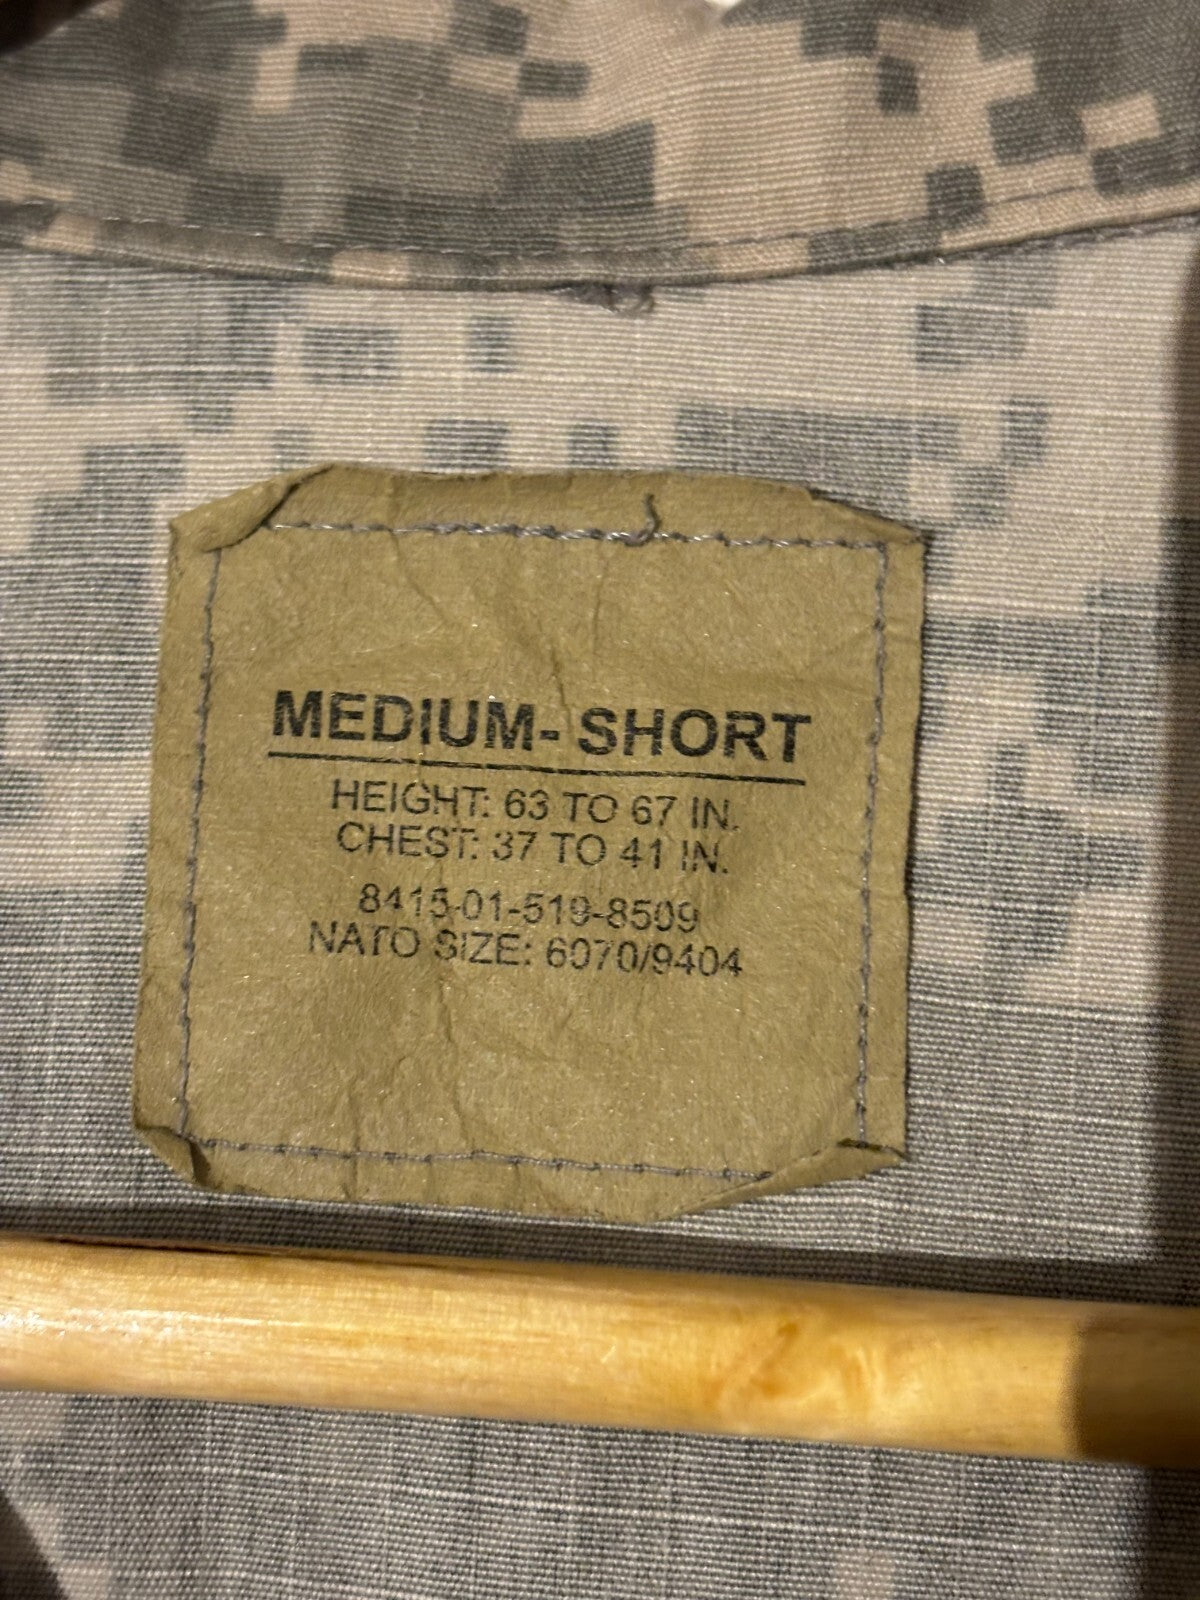 MEDIUM- SHORT
HEIGHT: 63 TO 67 IN.
CHEST: 37 TO 41 IN.
8415-01-519-8509
NATO SIZE: 6070/9404